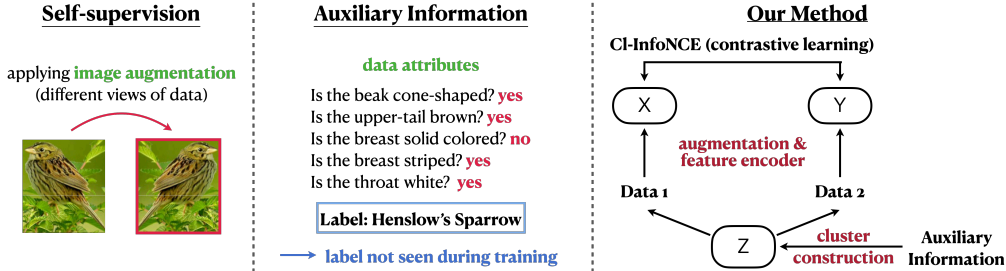 Self-supervision
applying image augmentation
(different views of data)
Auxiliary Information
data attributes
Is the beak cone-shaped? yes
Is the upper-tail brown? yes
Is the breast solid colored? no
Is the breast striped? yes
Is the throat white? yes
Label: Henslow's Sparrow
label not seen during training
Our Method
Cl-InfoNCE (contrastive learning)
X
Y
augmentation &
feature encoder
Data 1
Data 2
Z
cluster
construction
Auxiliary
Information